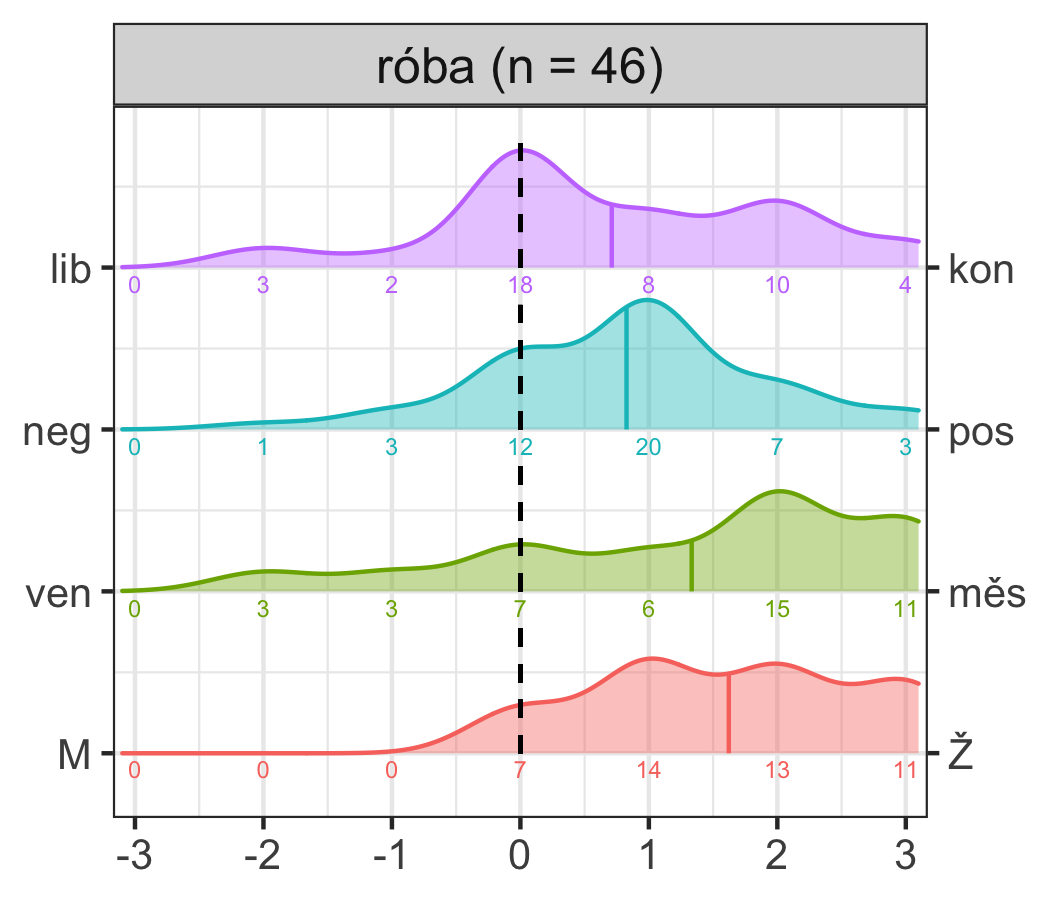 róba (n = 46)
lib kon
0 3 2 18 8 10 4
neg pos
0 1 3 12 20 7 3
ven měs
0 3 3 7 6 15 11
M Ž
0 0 0 7 14 13 11
-3 -2 -1 0 1 2 3